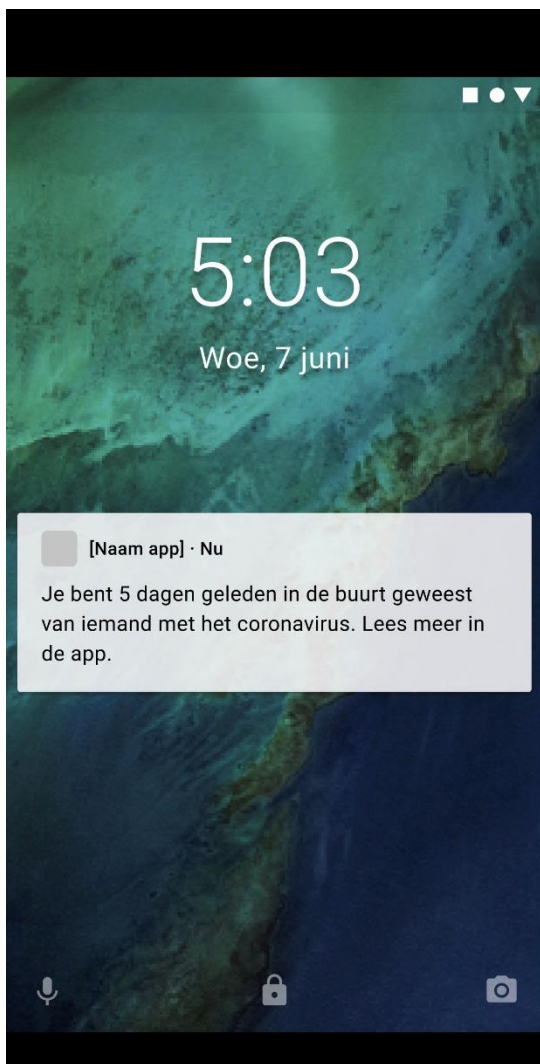 5:03
Woe, 7 juni
[Naam app] · Nu
Je bent 5 dagen geleden in de buurt geweest
van iemand met het coronavirus. Lees meer in
de app.